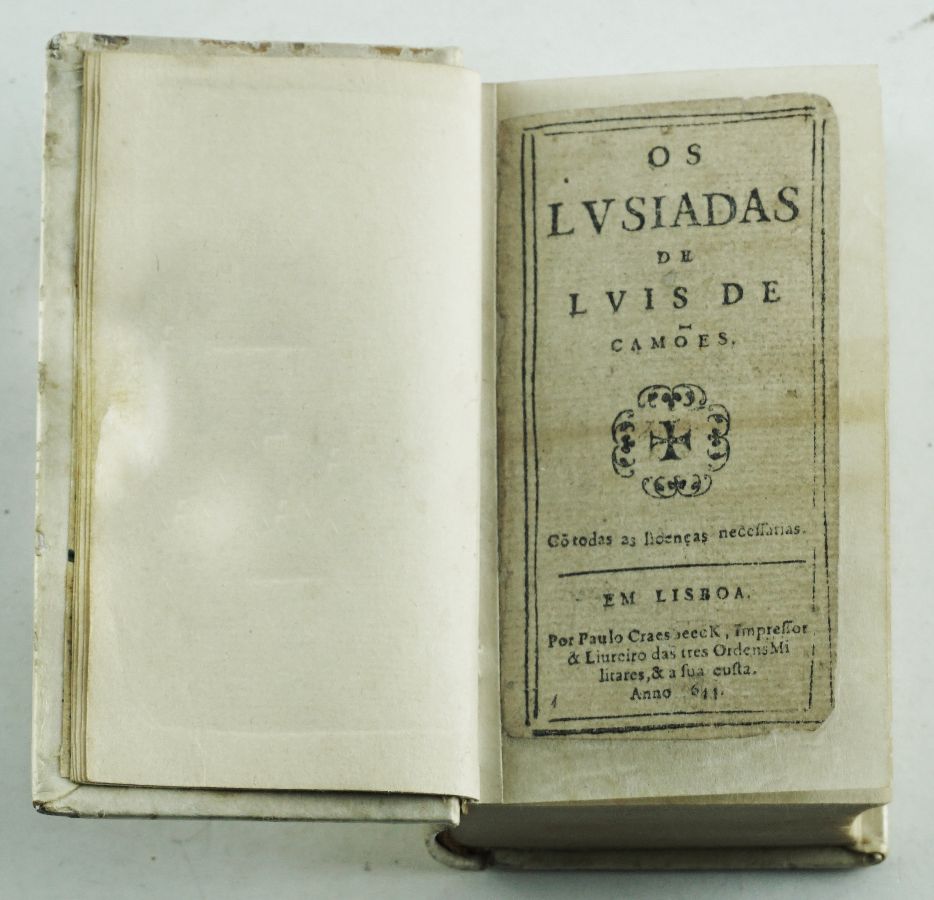 OS
LVSIADAS
DE
LVIS DE
CAMÕES.
Cõ todas as licenças necessarias.
EM LISBOA.
Por Paulo Craesbeeck, Impressor
& Liureiro das tres Ordens Mi
litares, & a sua custa.
Anno